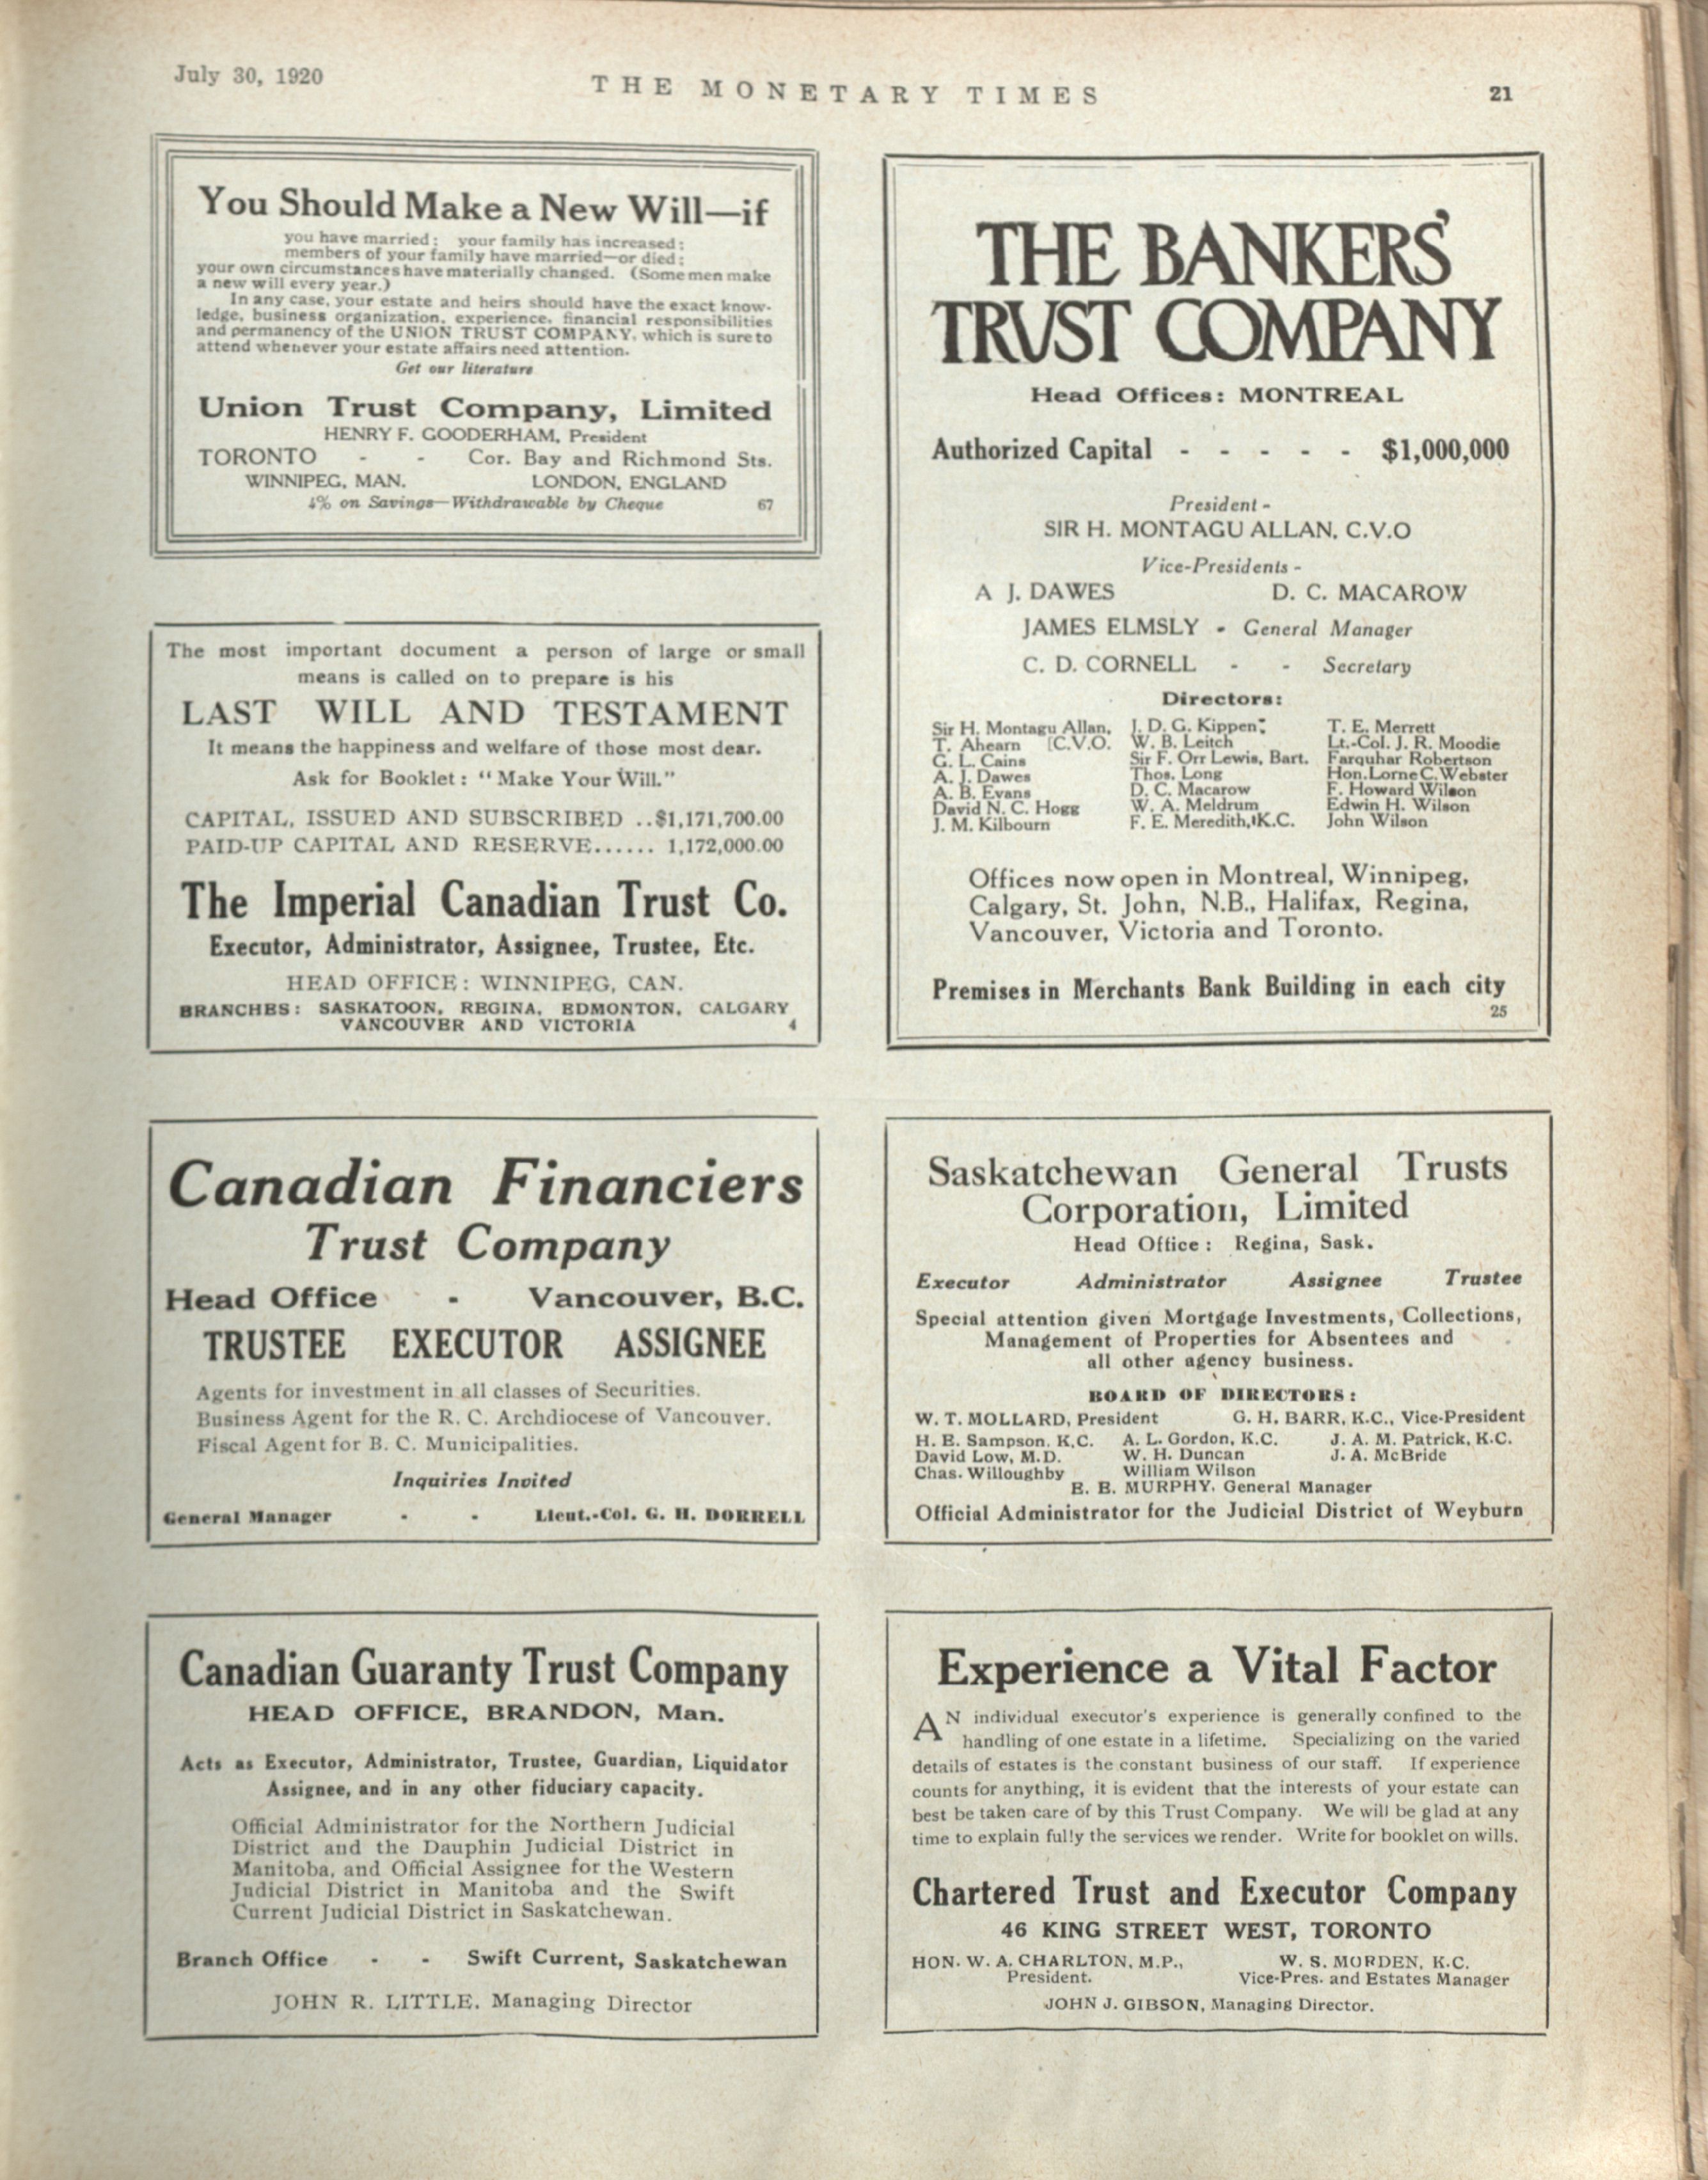 July 30, 1920
THE MONETARY TIMES
21
You Should Make a New Will—if
you have married; your family has increased;
members of your family have married—or died;
your own circumstances have materially changed. (Some men make
a new will every year.)
In any case, your estate and heirs should have the exact know-
ledge, business organization, experience, financial responsibilities
and permanency of the UNION TRUST COMPANY, which is sure to
attend whenever your estate affairs need attention.
Get our literature
Union Trust Company, Limited
HENRY F. GOODERHAM, President
TORONTO - - Cor. Bay and Richmond Sts.
WINNIPEG, MAN. LONDON, ENGLAND
4% on Savings—Withdrawable by Cheque 67
The most important document a person of large or small
means is called on to prepare is his
LAST WILL AND TESTAMENT
It means the happiness and welfare of those most dear.
Ask for Booklet: "Make Your Will."
CAPITAL, ISSUED AND SUBSCRIBED ..$1,171,700.00
PAID-UP CAPITAL AND RESERVE...... 1,172,000.00
The Imperial Canadian Trust Co.
Executor, Administrator, Assignee, Trustee, Etc.
HEAD OFFICE: WINNIPEG, CAN.
BRANCHES: SASKATOON, REGINA, EDMONTON, CALGARY
VANCOUVER AND VICTORIA 4
Canadian Financiers
Trust Company
Head Office - Vancouver, B.C.
TRUSTEE EXECUTOR ASSIGNEE
Agents for investment in all classes of Securities.
Business Agent for the R. C. Archdiocese of Vancouver.
Fiscal Agent for B. C. Municipalities.
Inquiries Invited
General Manager - - Lieut.-Col. G. H. DORRELL
Canadian Guaranty Trust Company
HEAD OFFICE, BRANDON, Man.
Acts as Executor, Administrator, Trustee, Guardian, Liquidator
Assignee, and in any other fiduciary capacity.
Official Administrator for the Northern Judicial
District and the Dauphin Judicial District in
Manitoba, and Official Assignee for the Western
Judicial District in Manitoba and the Swift
Current Judicial District in Saskatchewan.
Branch Office - - Swift Current, Saskatchewan
JOHN R. LITTLE, Managing Director
THE BANKERS'
TRVST COMPANY
Head Offices: MONTREAL
Authorized Capital - - - - - $1,000,000
President -
SIR H. MONTAGU ALLAN, C.V.O
Vice-Presidents -
A J. DAWES D. C. MACAROW
JAMES ELMSLY - General Manager
C. D. CORNELL - - Secretary
Directors:
Sir H. Montagu Allan, J. D. G. Kippen; T. E. Merrett
T. Ahearn [C.V.O. W. B. Leitch Lt.-Col. J. R. Moodie
G. L. Cains Sir F. Orr Lewis, Bart. Farquhar Robertson
A. J. Dawes Thos. Long Hon. Lorne C. Webster
A. B. Evans D. C. Macarow F. Howard Wilson
David N. C. Hogg W. A. Meldrum Edwin H. Wilson
J. M. Kilbourn F. E. Meredith, K.C. John Wilson
Offices now open in Montreal, Winnipeg,
Calgary, St. John, N.B., Halifax, Regina,
Vancouver, Victoria and Toronto.
Premises in Merchants Bank Building in each city
25
Saskatchewan General Trusts
Corporation, Limited
Head Office: Regina, Sask.
Executor Administrator Assignee Trustee
Special attention given Mortgage Investments, Collections,
Management of Properties for Absentees and
all other agency business.
BOARD OF DIRECTORS:
W. T. MOLLARD, President G. H. BARR, K.C., Vice-President
H. E. Sampson, K.C. A. L. Gordon, K.C. J. A. M. Patrick, K.C.
David Low, M.D. W. H. Duncan J. A. McBride
Chas. Willoughby William Wilson
E. B. MURPHY, General Manager
Official Administrator for the Judicial District of Weyburn
Experience a Vital Factor
AN individual executor's experience is generally confined to the
handling of one estate in a lifetime. Specializing on the varied
details of estates is the constant business of our staff. If experience
counts for anything, it is evident that the interests of your estate can
best be taken care of by this Trust Company. We will be glad at any
time to explain fully the services we render. Write for booklet on wills.
Chartered Trust and Executor Company
46 KING STREET WEST, TORONTO
HON. W. A. CHARLTON, M.P., W. S. MORDEN, K.C.
President. Vice-Pres. and Estates Manager
JOHN J. GIBSON, Managing Director.